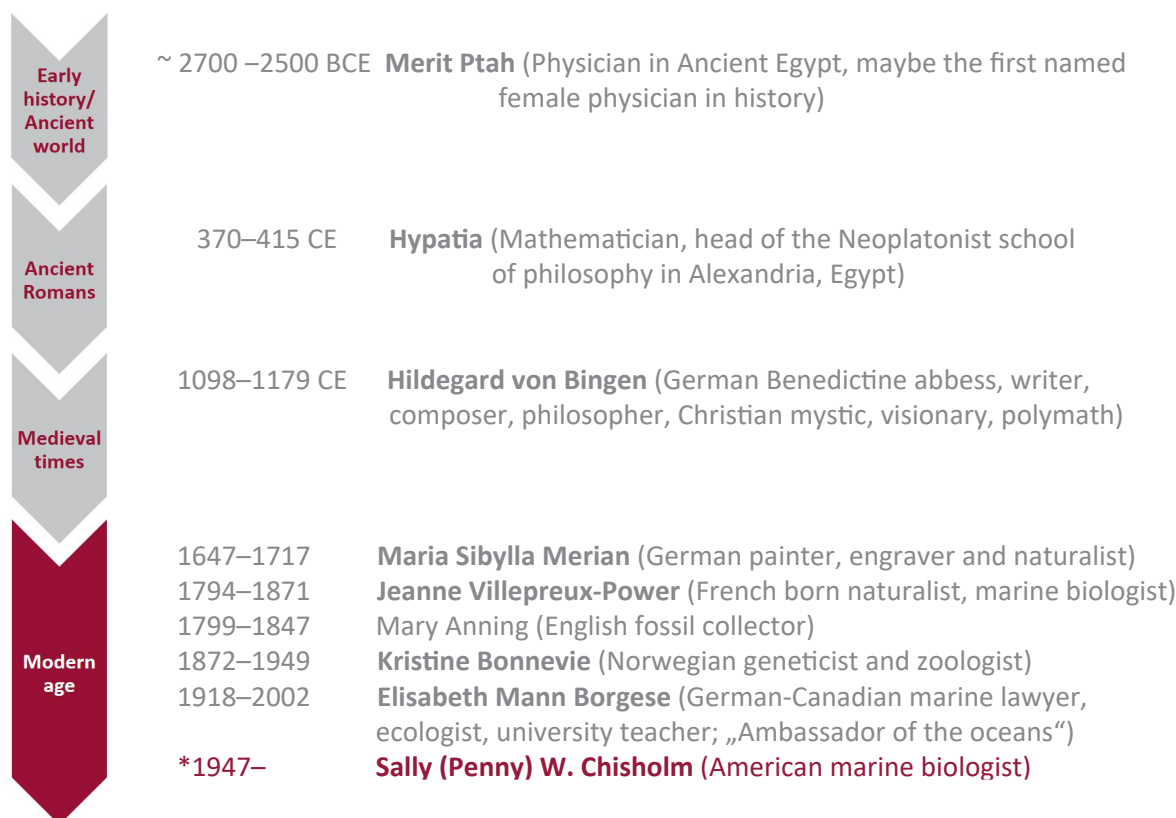 Early
history/
Ancient
world
~ 2700 –2500 BCE Merit Ptah (Physician in Ancient Egypt, maybe the first named
female physician in history)
Ancient
Romans
370–415 CE Hypatia (Mathematician, head of the Neoplatonist school
of philosophy in Alexandria, Egypt)
Medieval
times
1098–1179 CE Hildegard von Bingen (German Benedictine abbess, writer,
composer, philosopher, Christian mystic, visionary, polymath)
Modern
age
1647–1717 Maria Sibylla Merian (German painter, engraver and naturalist)
1794–1871 Jeanne Villepreux-Power (French born naturalist, marine biologist)
1799–1847 Mary Anning (English fossil collector)
1872–1949 Kristine Bonnevie (Norwegian geneticist and zoologist)
1918–2002 Elisabeth Mann Borgese (German-Canadian marine lawyer,
ecologist, university teacher; „Ambassador of the oceans“)
*1947– Sally (Penny) W. Chisholm (American marine biologist)